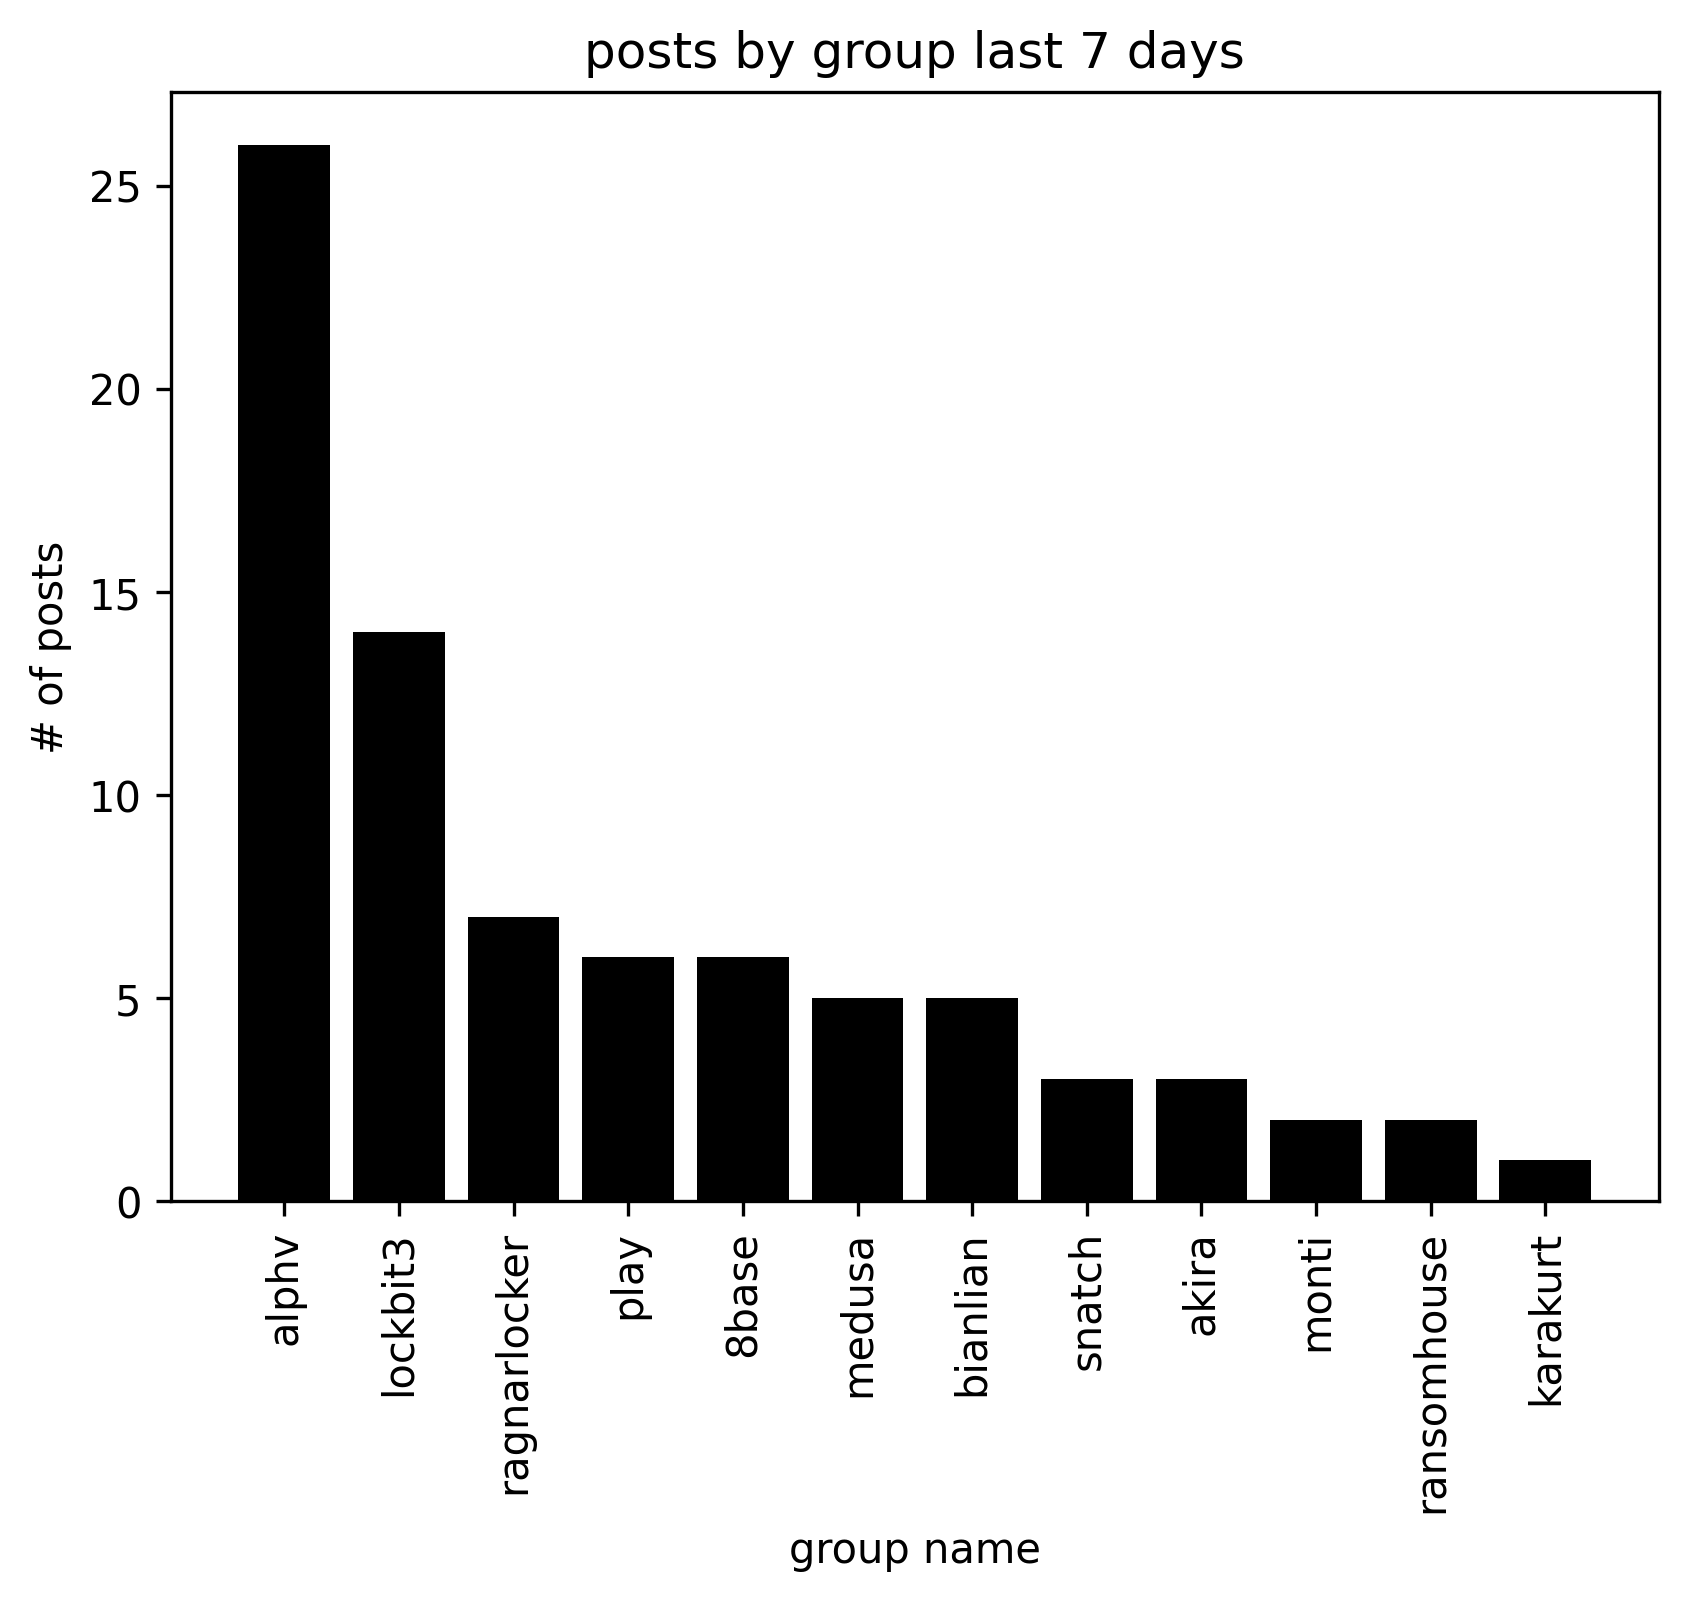 posts by group last 7 days
# of posts
25
20
15
10
5
0
alphv
lockbit3
ragnarlocker
play
8base
medusa
bianlian
snatch
akira
monti
ransomhouse
karakurt
group name